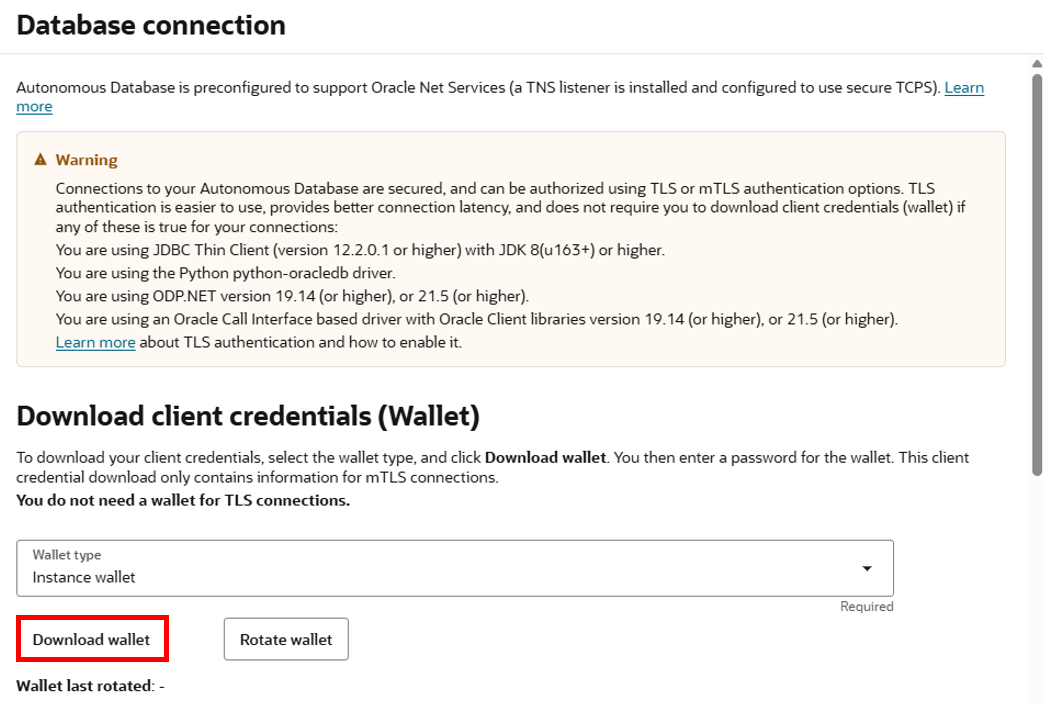 Database connection
Autonomous Database is preconfigured to support Oracle Net Services (a TNS listener is installed and configured to use secure TCPS). Learn
more
Warning
Connections to your Autonomous Database are secured, and can be authorized using TLS or mTLS authentication options. TLS
authentication is easier to use, provides better connection latency, and does not require you to download client credentials (wallet) if
any of these is true for your connections:
You are using JDBC Thin Client (version 12.2.0.1 or higher) with JDK 8(u163+) or higher.
You are using the Python python-oracledb driver.
You are using ODP.NET version 19.14 (or higher), or 21.5 (or higher).
You are using an Oracle Call Interface based driver with Oracle Client libraries version 19.14 (or higher), or 21.5 (or higher).
Learn more about TLS authentication and how to enable it.
Download client credentials (Wallet)
To download your client credentials, select the wallet type, and click Download wallet. You then enter a password for the wallet. This client
credential download only contains information for mTLS connections.
You do not need a wallet for TLS connections.
Wallet type
Instance wallet
Required
Download wallet
Rotate wallet
Wallet last rotated: -